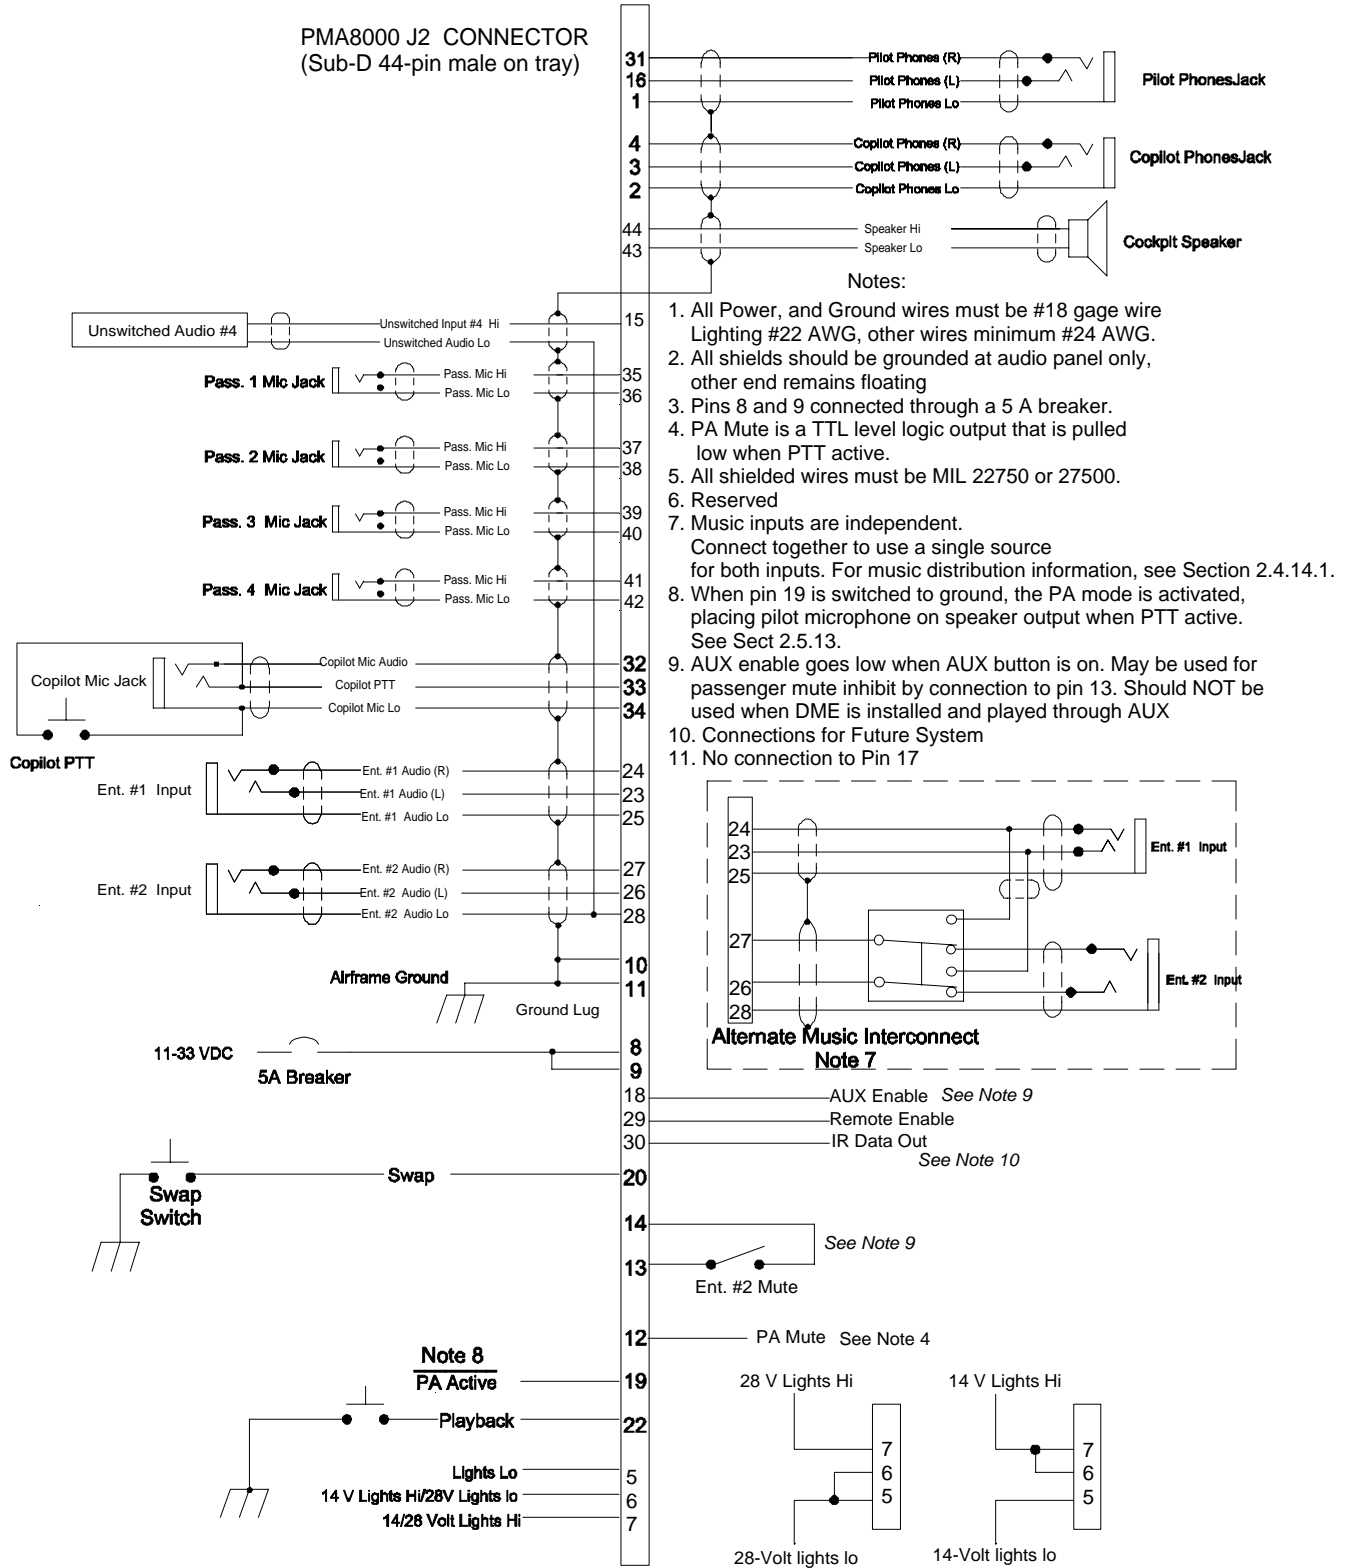 PMA8000 J2 CONNECTOR
(Sub-D 44-pin male on tray)
31 Pilot Phones (R)
16 Pilot Phones (L)
1 Pilot Phones Lo
Pilot PhonesJack
4 Copilot Phones (R)
3 Copilot Phones (L)
2 Copilot Phones Lo
Copilot PhonesJack
44 Speaker Hi
43 Speaker Lo
Cockpit Speaker
Unswitched Audio #4
Unswitched Input #4 Hi 15
Unswitched Audio Lo
Pass. 1 Mic Jack
Pass. Mic Hi 35
Pass. Mic Lo 36
Pass. 2 Mic Jack
Pass. Mic Hi 37
Pass. Mic Lo 38
Pass. 3 Mic Jack
Pass. Mic Hi 39
Pass. Mic Lo 40
Pass. 4 Mic Jack
Pass. Mic Hi 41
Pass. Mic Lo 42
Copilot Mic Jack
Copilot Mic Audio 32
Copilot PTT 33
Copilot Mic Lo 34
Copilot PTT
Ent. #1 Input
Ent. #1 Audio (R) 24
Ent. #1 Audio (L) 23
Ent. #1 Audio Lo 25
Ent. #2 Input
Ent. #2 Audio (R) 27
Ent. #2 Audio (L) 26
Ent. #2 Audio Lo 28
10
Airframe Ground 11
Ground Lug
11-33 VDC
5A Breaker
8
9
Notes:
1. All Power, and Ground wires must be #18 gage wire
Lighting #22 AWG, other wires minimum #24 AWG.
2. All shields should be grounded at audio panel only,
other end remains floating
3. Pins 8 and 9 connected through a 5 A breaker.
4. PA Mute is a TTL level logic output that is pulled
low when PTT active.
5. All shielded wires must be MIL 22750 or 27500.
6. Reserved
7. Music inputs are independent.
Connect together to use a single source
for both inputs. For music distribution information, see Section 2.4.14.1.
8. When pin 19 is switched to ground, the PA mode is activated,
placing pilot microphone on speaker output when PTT active.
See Sect 2.5.13.
9. AUX enable goes low when AUX button is on. May be used for
passenger mute inhibit by connection to pin 13. Should NOT be
used when DME is installed and played through AUX
10. Connections for Future System
11. No connection to Pin 17
24
23
25
Ent. #1 Input
27
26
28
Ent. #2 Input
Alternate Music Interconnect
Note 7
18 AUX Enable See Note 9
29 Remote Enable
30 IR Data Out
See Note 10
Swap 20
Swap
Switch
14
See Note 9
13
Ent. #2 Mute
12 PA Mute See Note 4
Note 8
PA Active 19
Playback 22
Lights Lo 5
14 V Lights Hi/28V Lights lo 6
14/28 Volt Lights Hi 7
28 V Lights Hi
7
6
5
28-Volt lights lo
14 V Lights Hi
7
6
5
14-Volt lights lo